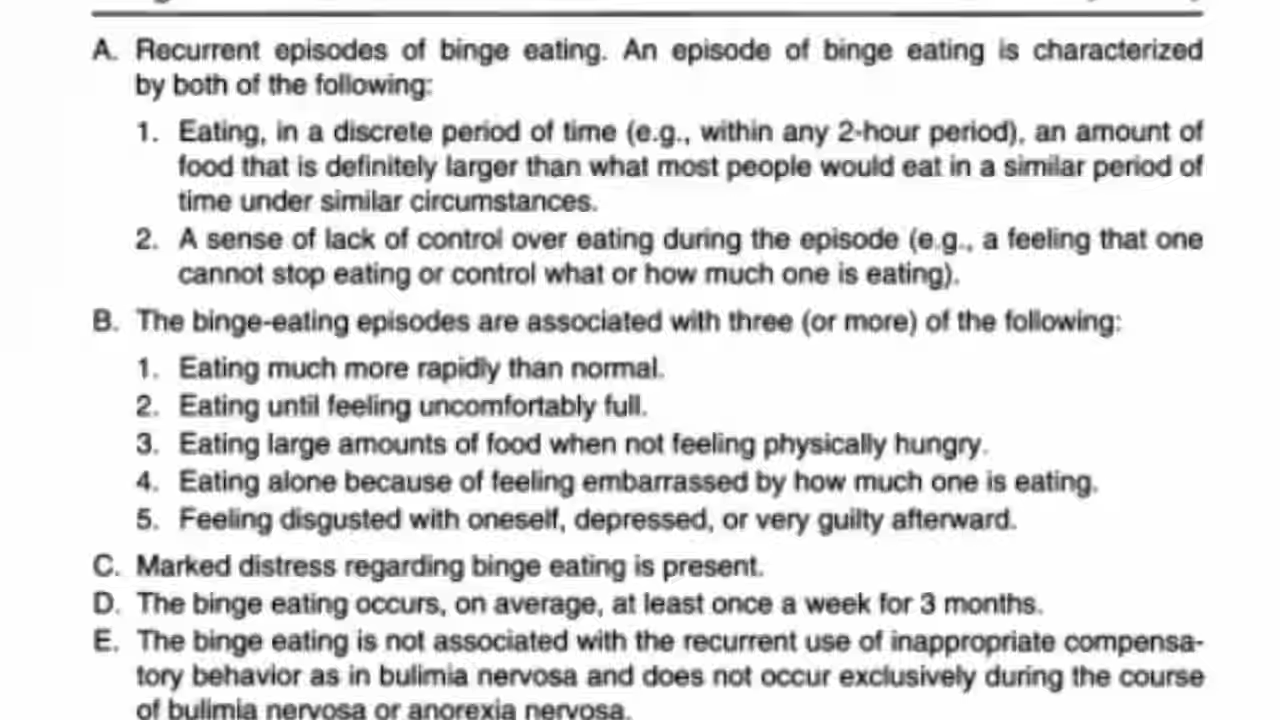 A. Recurrent episodes of binge eating. An episode of binge eating is characterized
by both of the following:
1. Eating, in a discrete period of time (e.g., within any 2-hour period), an amount of
food that is definitely larger than what most people would eat in a similar period of
time under similar circumstances.
2. A sense of lack of control over eating during the episode (e.g., a feeling that one
cannot stop eating or control what or how much one is eating).
B. The binge-eating episodes are associated with three (or more) of the following:
1. Eating much more rapidly than normal.
2. Eating until feeling uncomfortably full.
3. Eating large amounts of food when not feeling physically hungry.
4. Eating alone because of feeling embarrassed by how much one is eating.
5. Feeling disgusted with oneself, depressed, or very guilty afterward.
C. Marked distress regarding binge eating is present.
D. The binge eating occurs, on average, at least once a week for 3 months.
E. The binge eating is not associated with the recurrent use of inappropriate compensa-
tory behavior as in bulimia nervosa and does not occur exclusively during the course
of bulimia nervosa or anorexia nervosa.